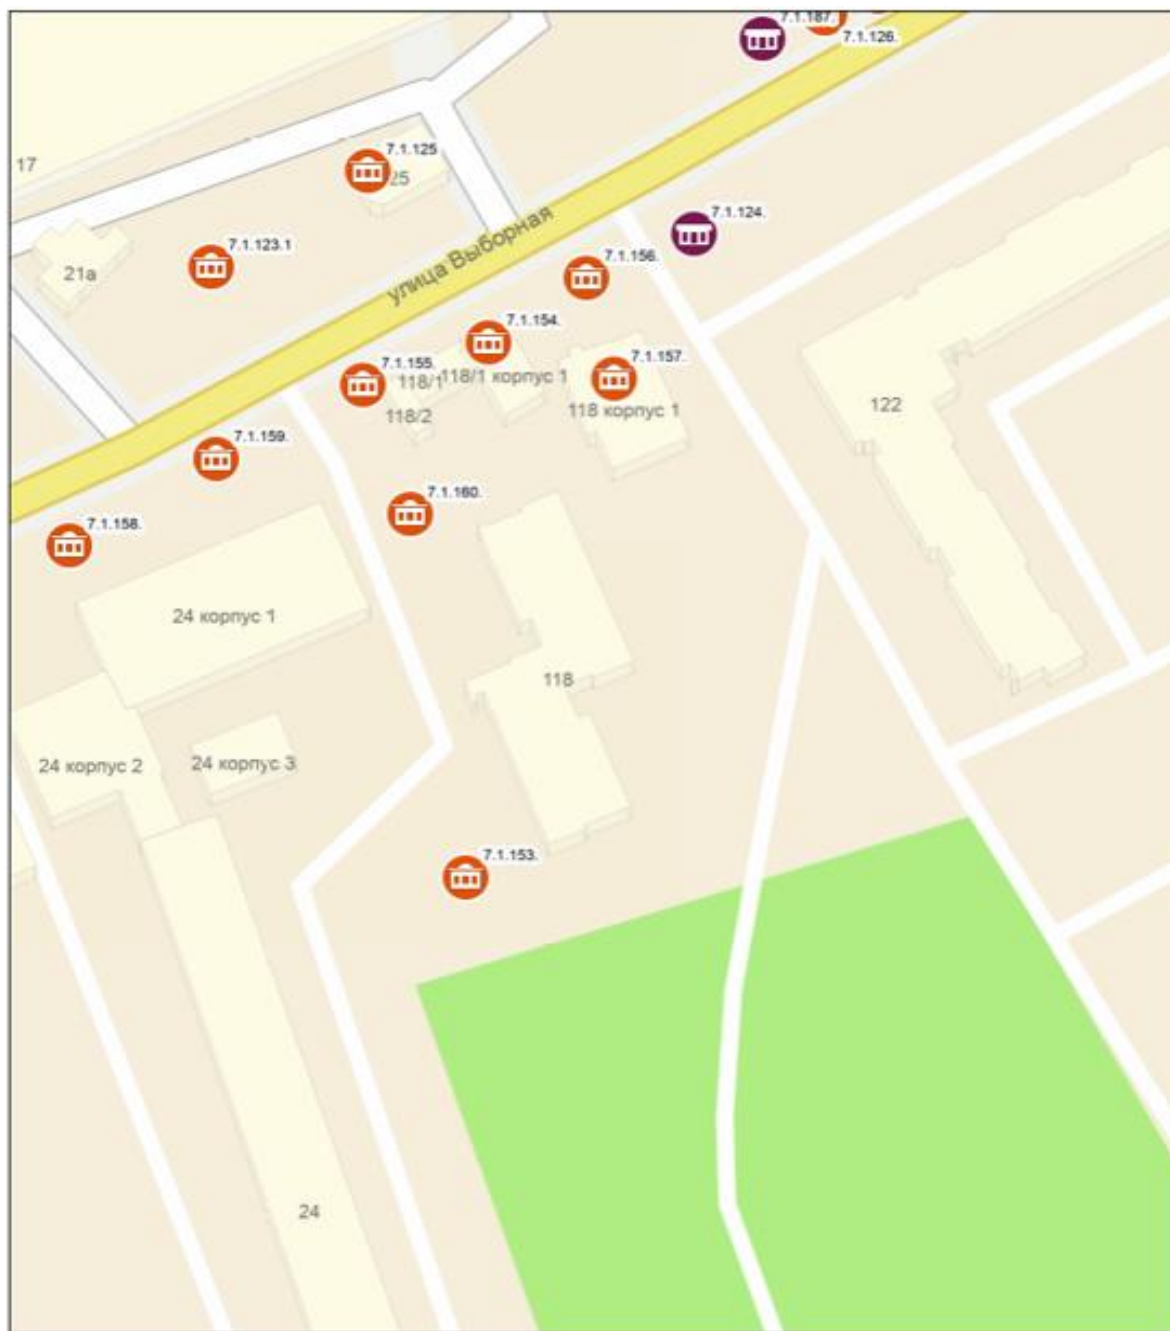 7.1.187.
7.1.126.
7.1.125
17
25
7.1.124.
7.1.123.1
21а
улица Выборная
7.1.156.
7.1.154.
7.1.155.
7.1.157.
118/1
118/1 корпус 1
118/2
118 корпус 1
122
7.1.159.
7.1.160.
7.1.158.
24 корпус 1
118
24 корпус 2
24 корпус 3
7.1.153.
24